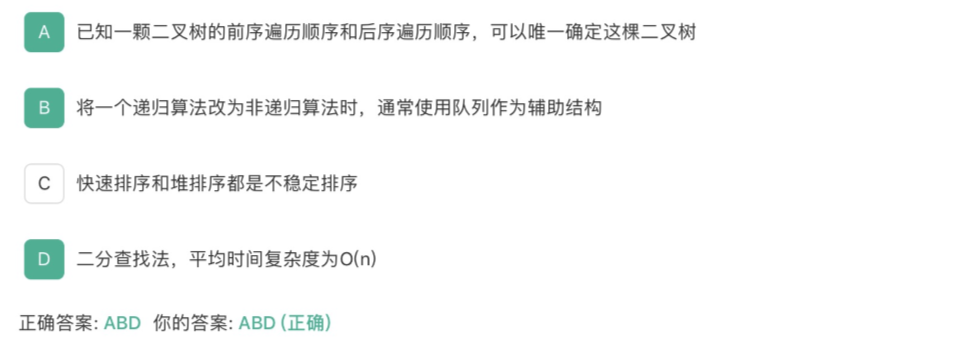 A 已知一颗二叉树的前序遍历顺序和后序遍历顺序，可以唯一确定这棵二叉树
B 将一个递归算法改为非递归算法时，通常使用队列作为辅助结构
C 快速排序和堆排序都是不稳定排序
D 二分查找法，平均时间复杂度为O(n)
正确答案: ABD 你的答案: ABD (正确)